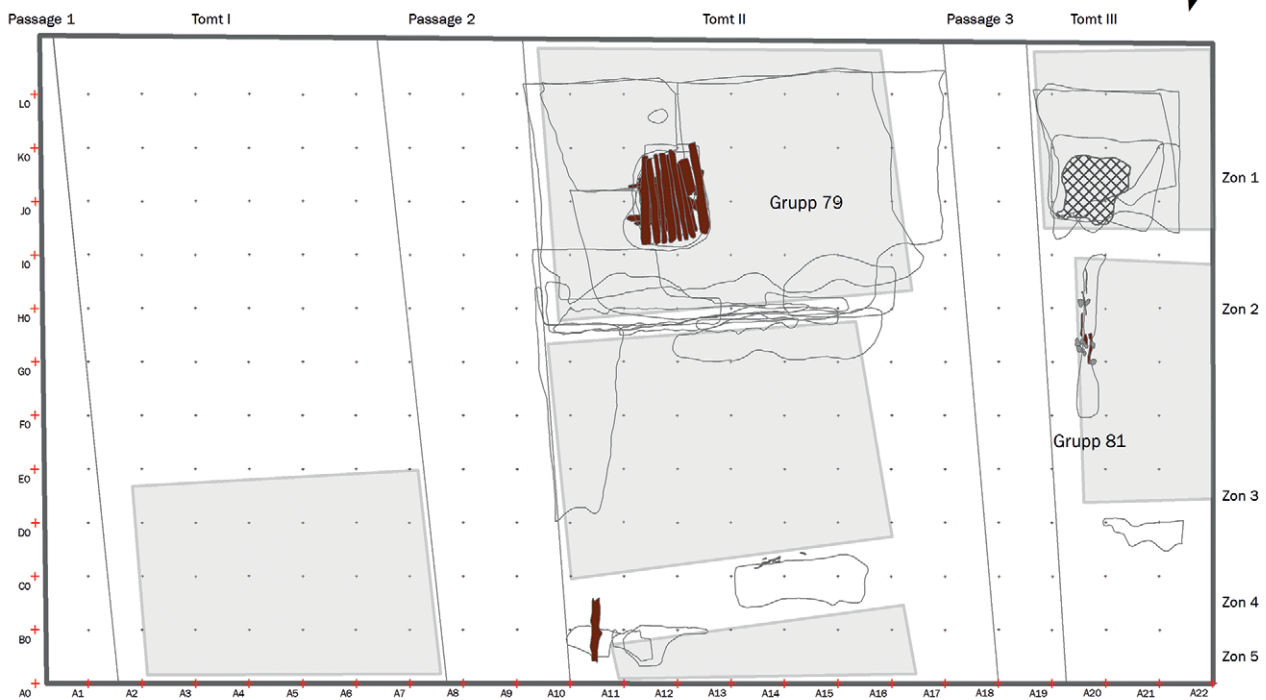 Passage 1 Tomt I Passage 2 Tomt II Passage 3 Tomt III
LO
KO
Zon 1
JO
Grupp 79
IO
HO
Zon 2
GO
FO
Grupp 81
EO
Zon 3
DO
CO
Zon 4
BO
Zon 5
AO A1 A2 A3 A4 A5 A6 A7 A8 A9 A10 A11 A12 A13 A14 A15 A16 A17 A18 A19 A20 A21 A22